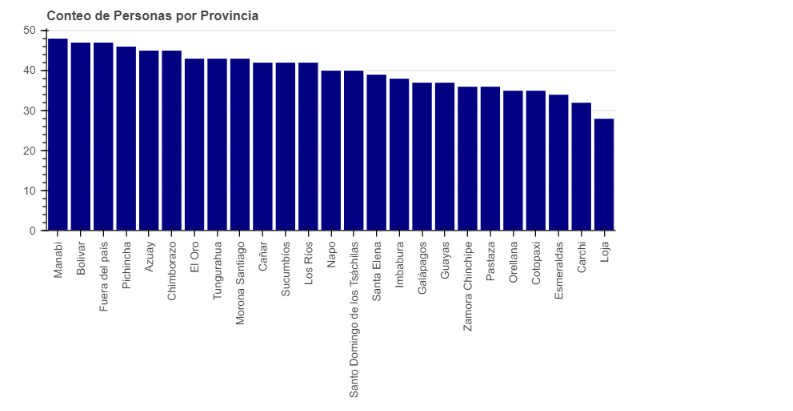 Conteo de Personas por Provincia
50
40
30
20
10
0
Manabí
Bolivar
Fuera del país
Pichincha
Azuay
Chimborazo
El Oro
Tungurahua
Morona Santiago
Cañar
Sucumbíos
Los Ríos
Napo
Santo Domingo de los Tsáchilas
Santa Elena
Imbabura
Galápagos
Guayas
Zamora Chinchipe
Pastaza
Orellana
Cotopaxi
Esmeraldas
Carchi
Loja